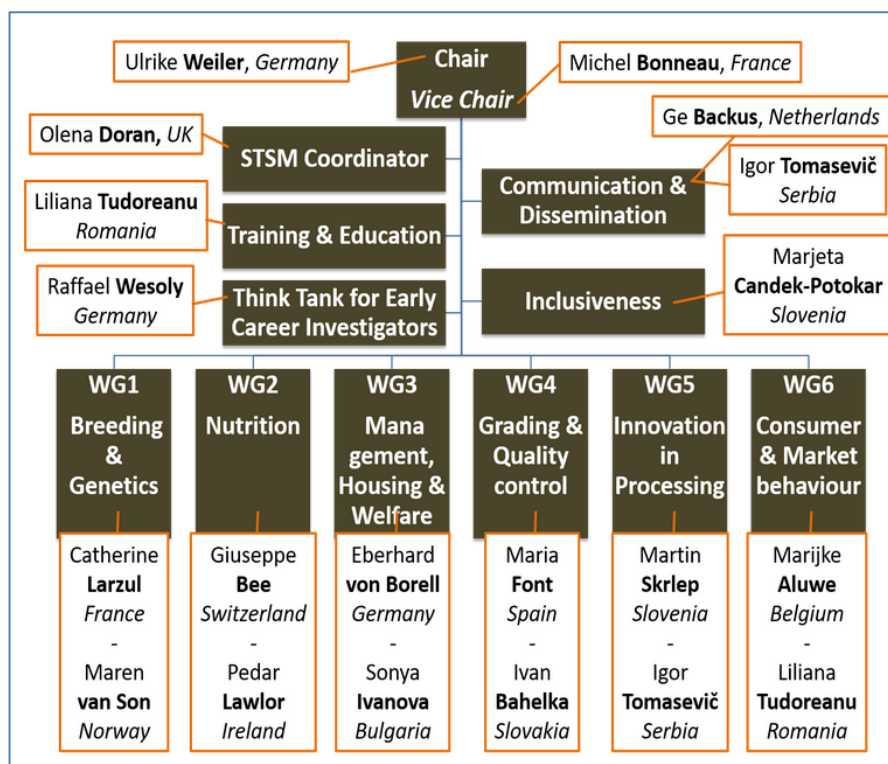 Ulrike Weiler, Germany
Chair
Vice Chair
Michel Bonneau, France
Olena Doran, UK
STSM Coordinator
Ge Backus, Netherlands
Communication &
Dissemination
Igor Tomasevič
Serbia
Liliana Tudoreanu
Romania
Training & Education
Raffael Wesoly
Germany
Think Tank for Early
Career Investigators
Inclusiveness
Marjeta
Candek-Potokar
Slovenia
WG1
Breeding
&
Genetics
Catherine
Larzul
France
-
Maren
van Son
Norway
WG2
Nutrition
Giuseppe
Bee
Switzerland
-
Pedar
Lawlor
Ireland
WG3
Mana
gement,
Housing &
Welfare
Eberhard
von Borell
Germany
-
Sonya
Ivanova
Bulgaria
WG4
Grading &
Quality
control
Maria
Font
Spain
-
Ivan
Bahelka
Slovakia
WG5
Innovation
in
Processing
Martin
Skrlep
Slovenia
-
Igor
Tomasevič
Serbia
WG6
Consumer
& Market
behaviour
Marijke
Aluwe
Belgium
-
Liliana
Tudoreanu
Romania